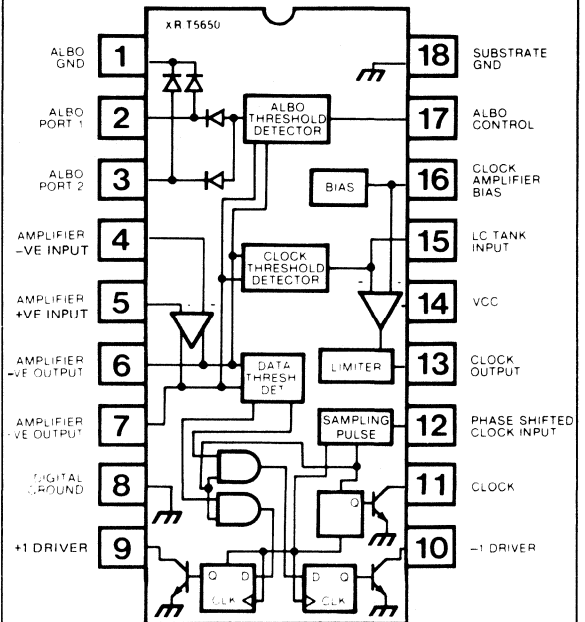 XR T5650
ALBO
GND
1
ALBO
PORT 1
2
ALBO
PORT 2
3
AMPLIFIER
-VE INPUT
4
AMPLIFIER
+VE INPUT
5
AMPLIFIER
-VE OUTPUT
6
AMPLIFIER
VE OUTPUT
7
DIGITAL
GROUND
8
+1 DRIVER
9
18
SUBSTRATE
GND
17
ALBO
CONTROL
16
CLOCK
AMPLIFIER
BIAS
15
LC TANK
INPUT
14
VCC
13
CLOCK
OUTPUT
12
PHASE SHIFTED
CLOCK INPUT
11
CLOCK
10
-1 DRIVER
ALBO
THRESHOLD
DETECTOR
BIAS
CLOCK
THRESHOLD
DETECTOR
LIMITER
DATA
THRESH
DET
SAMPLING
PULSE
Q
Q D
CLK
D Q
CLK